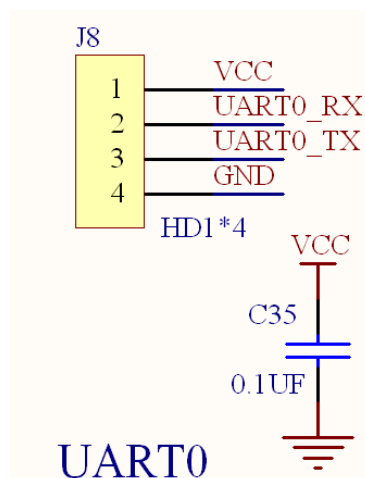 J8
1 VCC
2 UART0_RX
3 UART0_TX
4 GND
HD1*4
VCC
C35
0.1UF
UART0